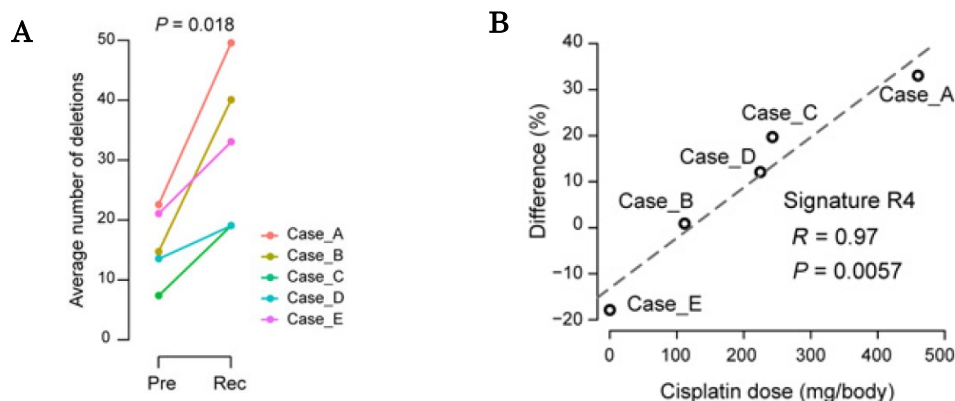 A
P = 0.018
Average number of deletions
50
40
30
20
10
0
Pre Rec
Case_A
Case_B
Case_C
Case_D
Case_E
B
Difference (%)
40
30
20
10
0
−10
−20
Case_A
Case_C
Case_D
Case_B
Case_E
Signature R4
R = 0.97
P = 0.0057
0 100 200 300 400 500
Cisplatin dose (mg/body)